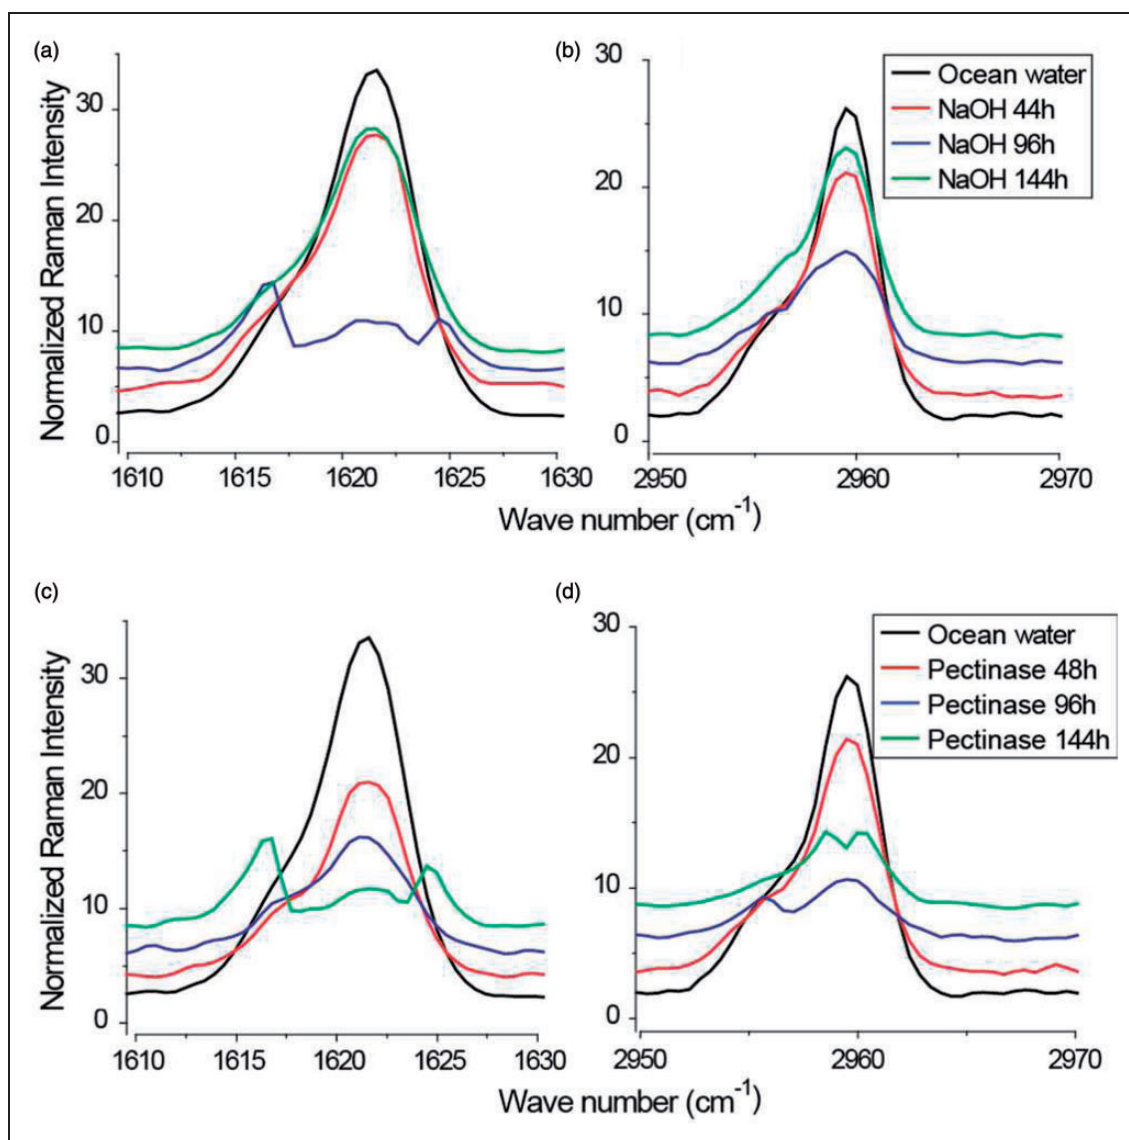 (a)
(b)
Normalized Raman Intensity
30
20
10
0
1610 1615 1620 1625 1630
30
20
10
0
2950 2960 2970
Ocean water
NaOH 44h
NaOH 96h
NaOH 144h
Wave number (cm⁻¹)
(c)
(d)
Normalized Raman Intensity
30
20
10
0
1610 1615 1620 1625 1630
30
20
10
0
2950 2960 2970
Ocean water
Pectinase 48h
Pectinase 96h
Pectinase 144h
Wave number (cm⁻¹)